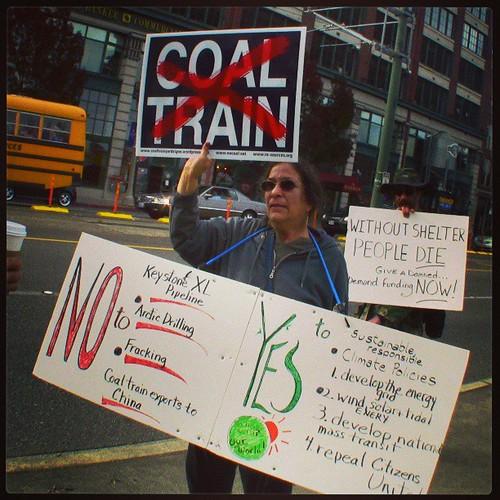 COAL
TRAIN
WITHOUT SHELTER
PEOPLE DIE
GIVE A DAMN...
Demand funding NOW!
NO to
Keystone XL
Pipeline
Arctic Drilling
Fracking
Coal train exports to
China
YES to
Sustainable
responsible
Climate Policies
1. develop the energy
grid
2. wind, solar, tidal
ENERY
3. develop national
mass transit
4. repeal Citizens